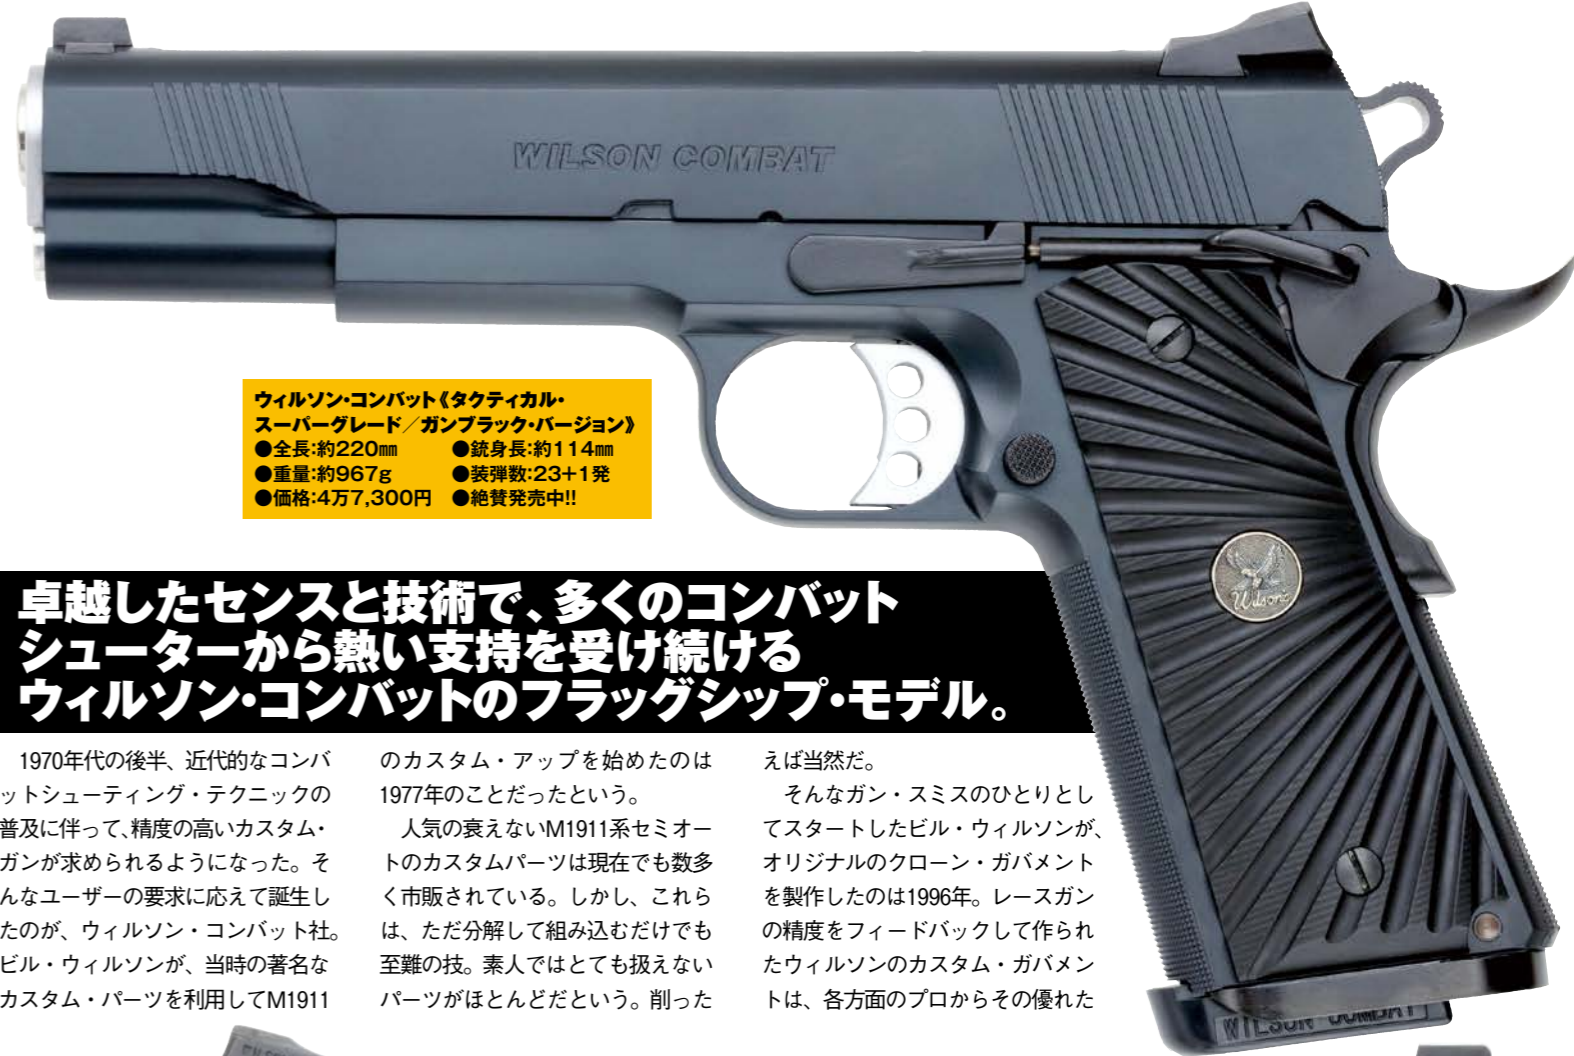 WILSON COMBAT
ウィルソン・コンバット《タクティカル・
スーパーグレード／ガンブラック・バージョン》
●全長:約220㎜ ●銃身長:約114㎜
●重量:約967g ●装弾数:23+1発
●価格:4万7,300円 ●絶賛発売中!!
Wilson's
卓越したセンスと技術で、多くのコンバット
シューターから熱い支持を受け続ける
ウィルソン・コンバットのフラッグシップ・モデル。
1970年代の後半、近代的なコンバ
ットシューティング・テクニックの
普及に伴って、精度の高いカスタム・
ガンが求められるようになった。そ
んなユーザーの要求に応えて誕生し
たのが、ウィルソン・コンバット社。
ビル・ウィルソンが、当時の著名な
カスタム・パーツを利用してM1911
のカスタム・アップを始めたのは
1977年のことだったという。
人気の衰えないM1911系セミオー
トのカスタムパーツは現在でも数多
く市販されている。しかし、これら
は、ただ分解して組み込むだけでも
至難の技。素人ではとても扱えない
パーツがほとんどだという。削った
えば当然だ。
そんなガン・スミスのひとりとし
てスタートしたビル・ウィルソンが、
オリジナルのクローン・ガバメント
を製作したのは1996年。レースガン
の精度をフィードバックして作られ
たウィルソンのカスタム・ガバメン
トは、各方面のプロからその優れた
WILSON COMBAT